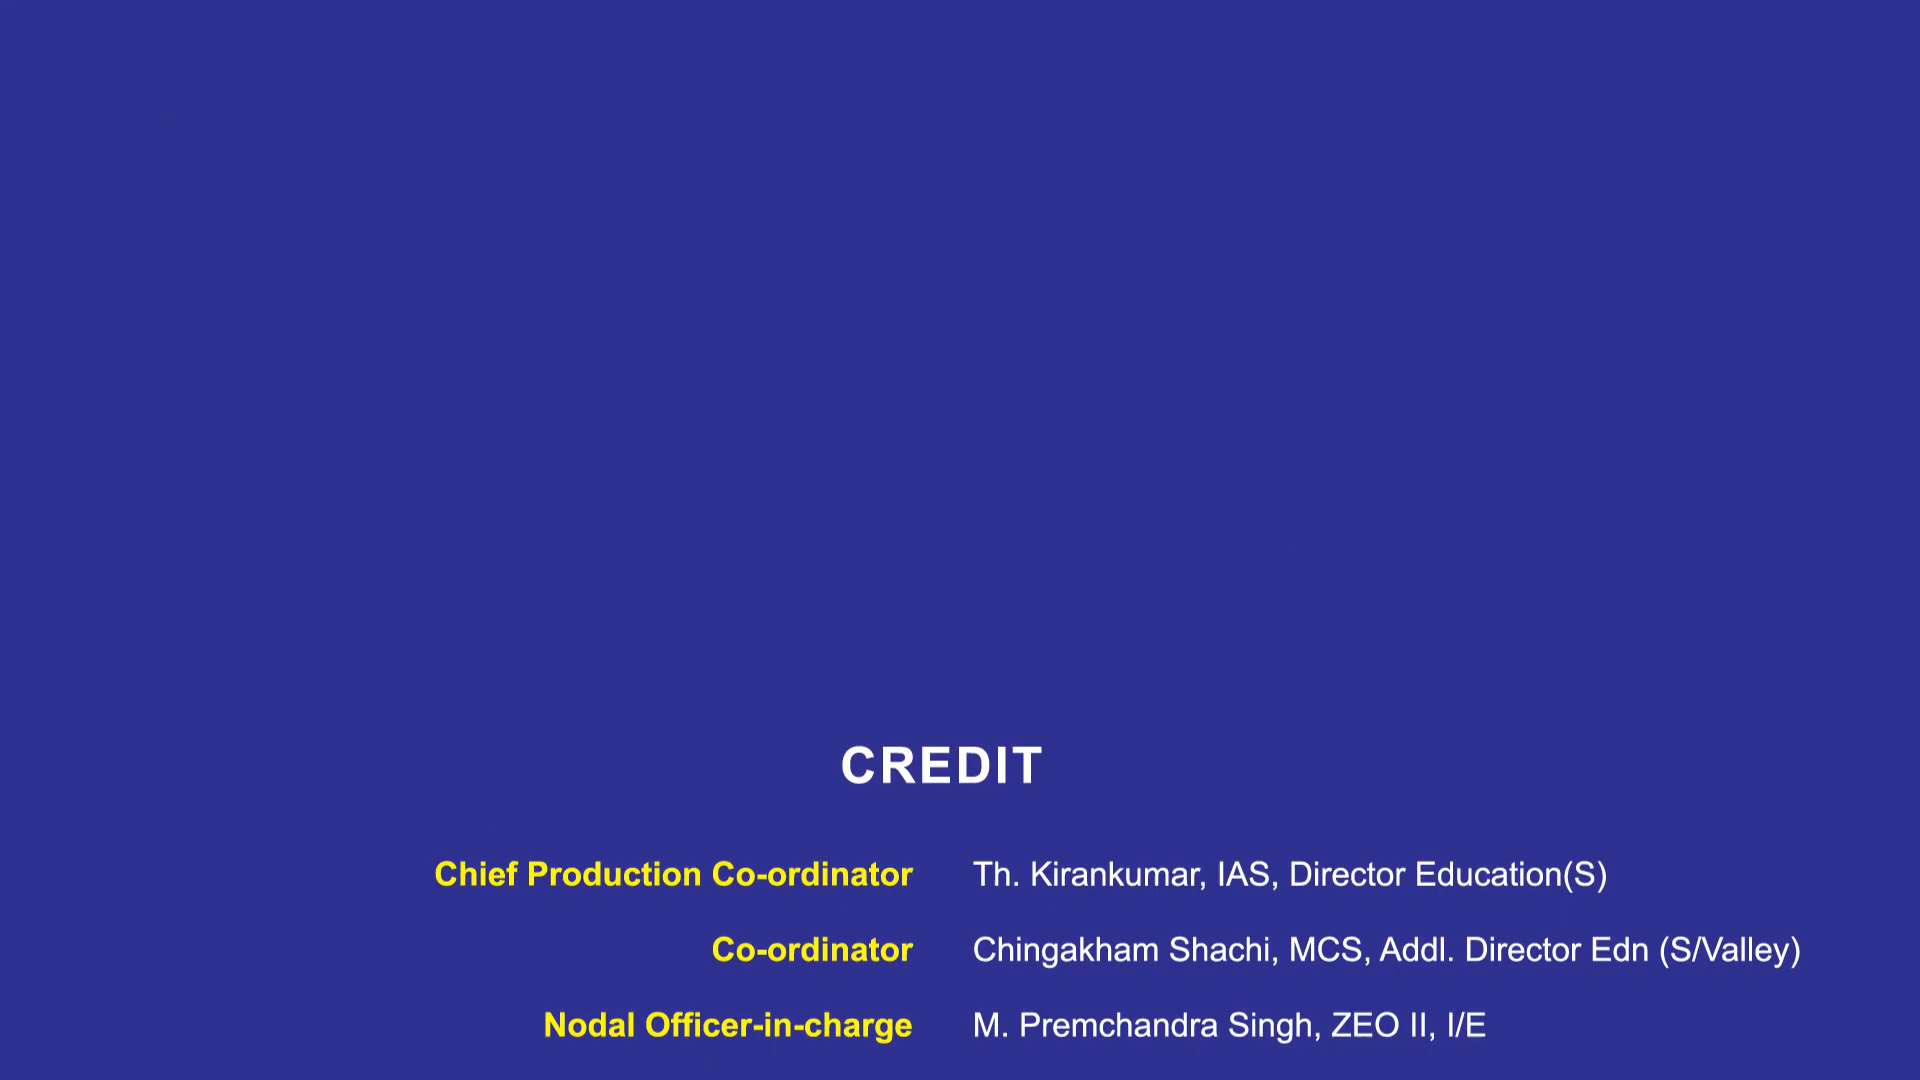 CREDIT
Chief Production Co-ordinator Th. Kirankumar, IAS, Director Education(S)
Co-ordinator Chingakham Shachi, MCS, Addl. Director Edn (S/Valley)
Nodal Officer-in-charge M. Premchandra Singh, ZEO II, I/E